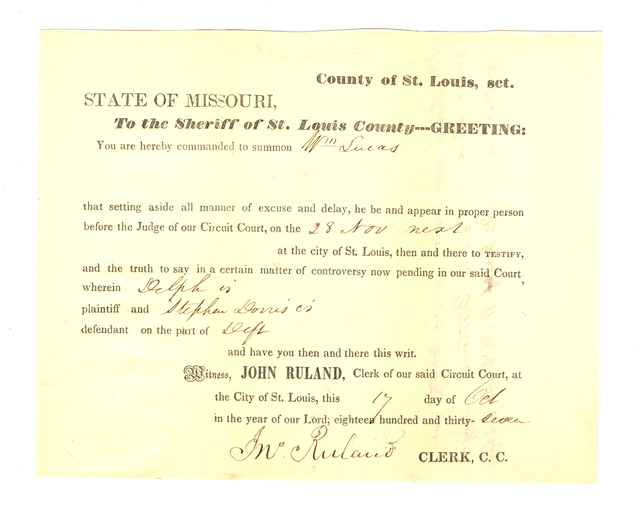 County of St. Louis, sct.
STATE OF MISSOURI,
To the Sheriff of St. Louis County---GREETING:
You are hereby commanded to summon Wm Lucas
that setting aside all manner of excuse and delay, he be and appear in proper person
before the Judge of our Circuit Court, on the 28 Nov next
at the city of St. Louis, then and there to TESTIFY,
and the truth to say in a certain matter of controversy now pending in our said Court
wherein Delph is ,
plaintiff and Stephen Dorris is
defendant on the part of Deft
and have you then and there this writ.
Witness, JOHN RULAND, Clerk of our said Circuit Court, at
the City of St. Louis, this 17 day of Oct
in the year of our Lord; eighteen hundred and thirty-seven
Jno. Ruland CLERK, C. C.